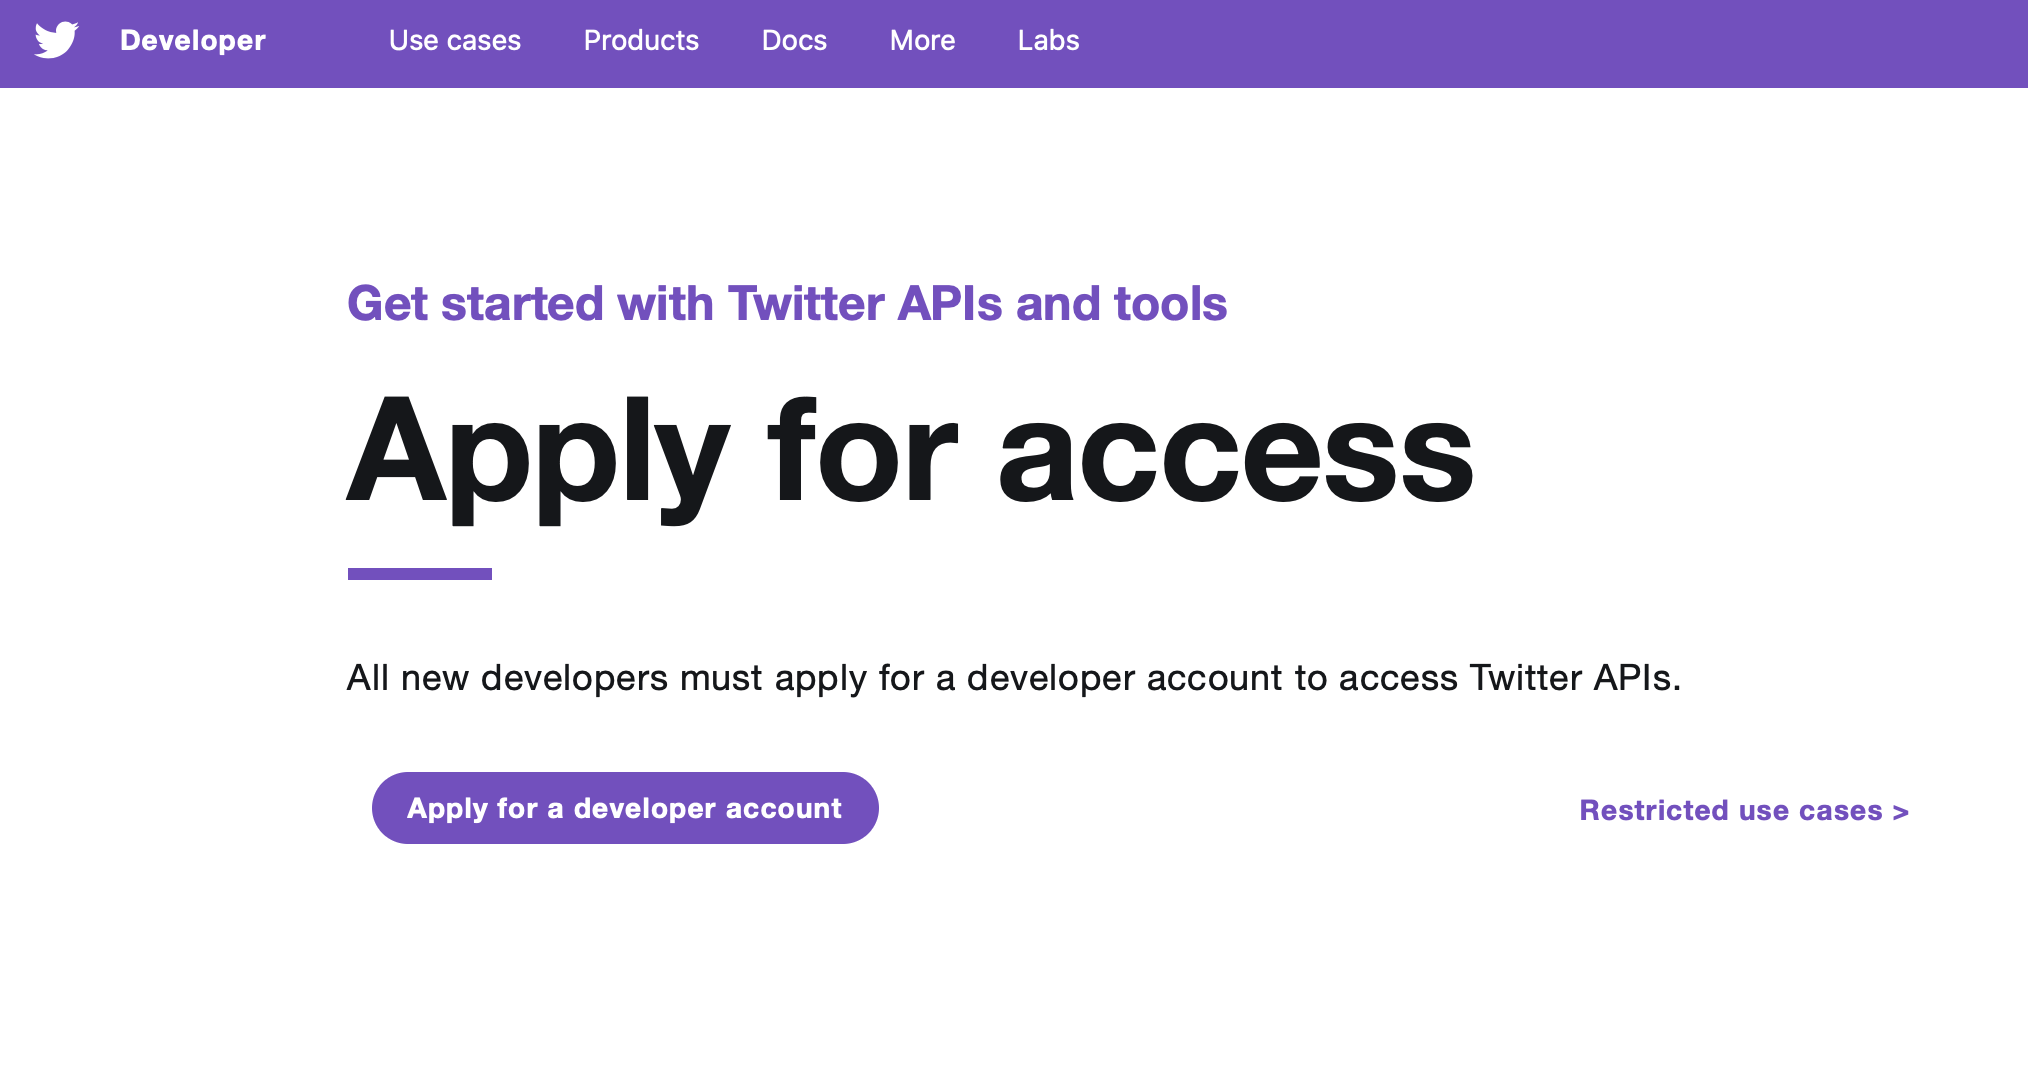 Developer Use cases Products Docs More Labs
Get started with Twitter APIs and tools
Apply for access
All new developers must apply for a developer account to access Twitter APIs.
Apply for a developer account
Restricted use cases >